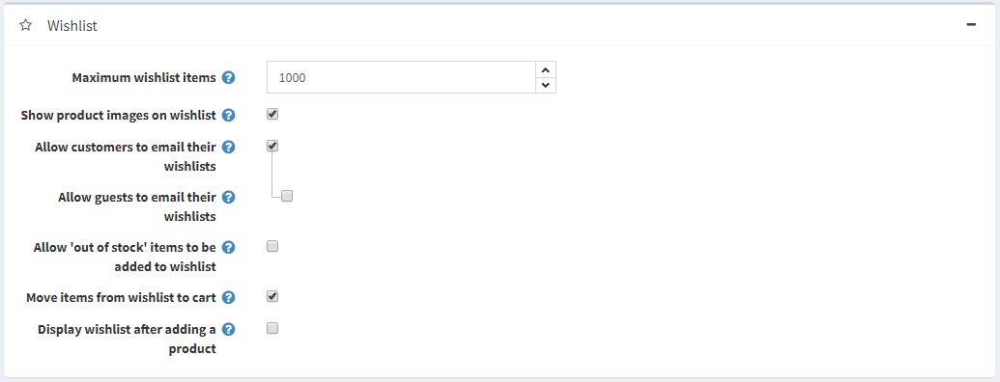 Wishlist
Maximum wishlist items
1000
Show product images on wishlist
Allow customers to email their
wishlists
Allow guests to email their
wishlists
Allow 'out of stock' items to be
added to wishlist
Move items from wishlist to cart
Display wishlist after adding a
product